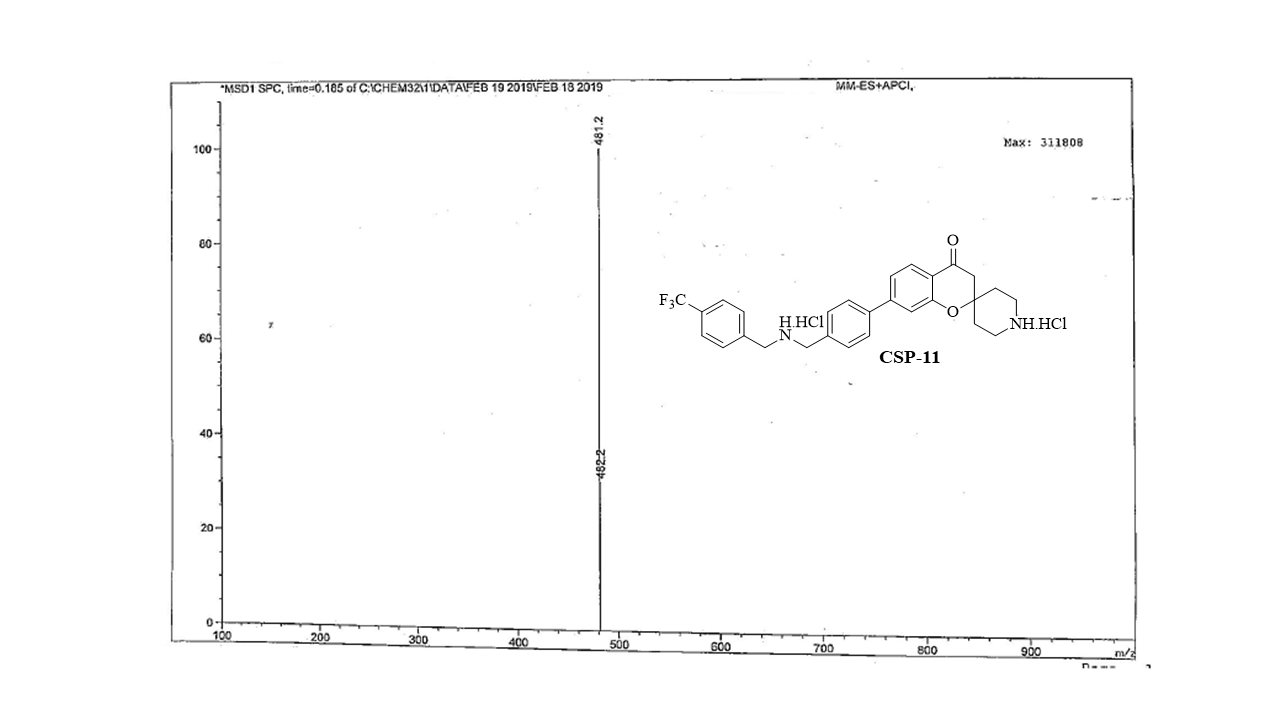 *MSD1 SPC, time=0.185 of C:\CHEM32\1\DATA\FEB 19 2019\FEB 18 2019 MM-ES+APCI,
481.2
Max: 311808
100
80
60
40
20
0
482.2
O
F₃C
H.HCl
N
O
NH.HCl
CSP-11
100 200 300 400 500 600 700 800 900 m/z